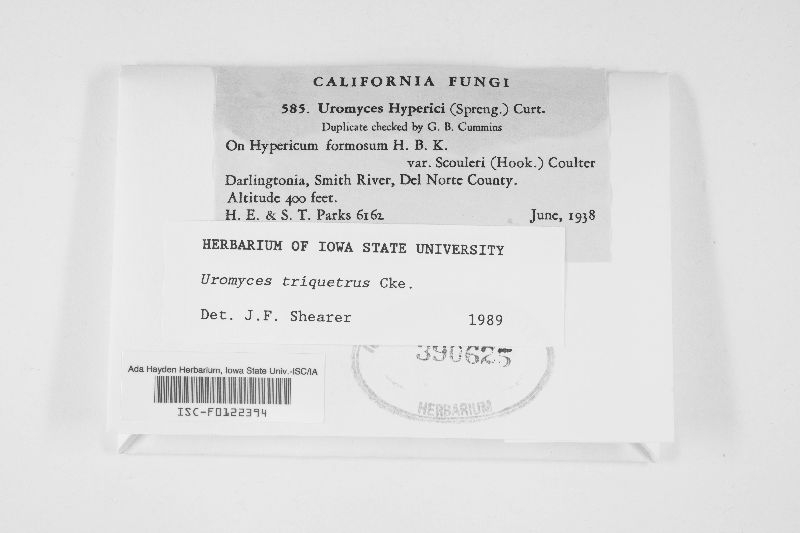 CALIFORNIA FUNGI
585. Uromyces Hyperici (Spreng.) Curt.
Duplicate checked by G. B. Cummins
On Hypericum formosum H. B. K.
var. Scouleri (Hook.) Coulter
Darlingtonia, Smith River, Del Norte County.
Altitude 400 feet.
H. E. & S. T. Parks 6162 June, 1938
HERBARIUM OF IOWA STATE UNIVERSITY
Uromyces triquetrus Cke.
Det. J.F. Shearer 1989
390625
HERBARIUM
Ada Hayden Herbarium, Iowa State Univ.-ISC/IA
ISC-F0122394